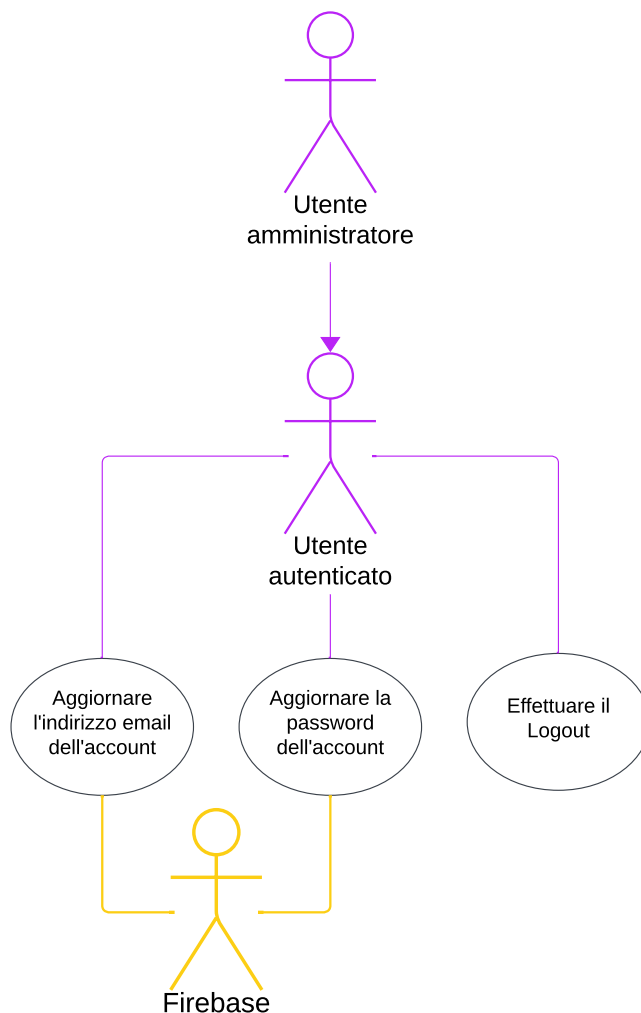 Utente
amministratore
Utente
autenticato
Aggiornare
l'indirizzo email
dell'account
Aggiornare la
password
dell'account
Effettuare il
Logout
Firebase